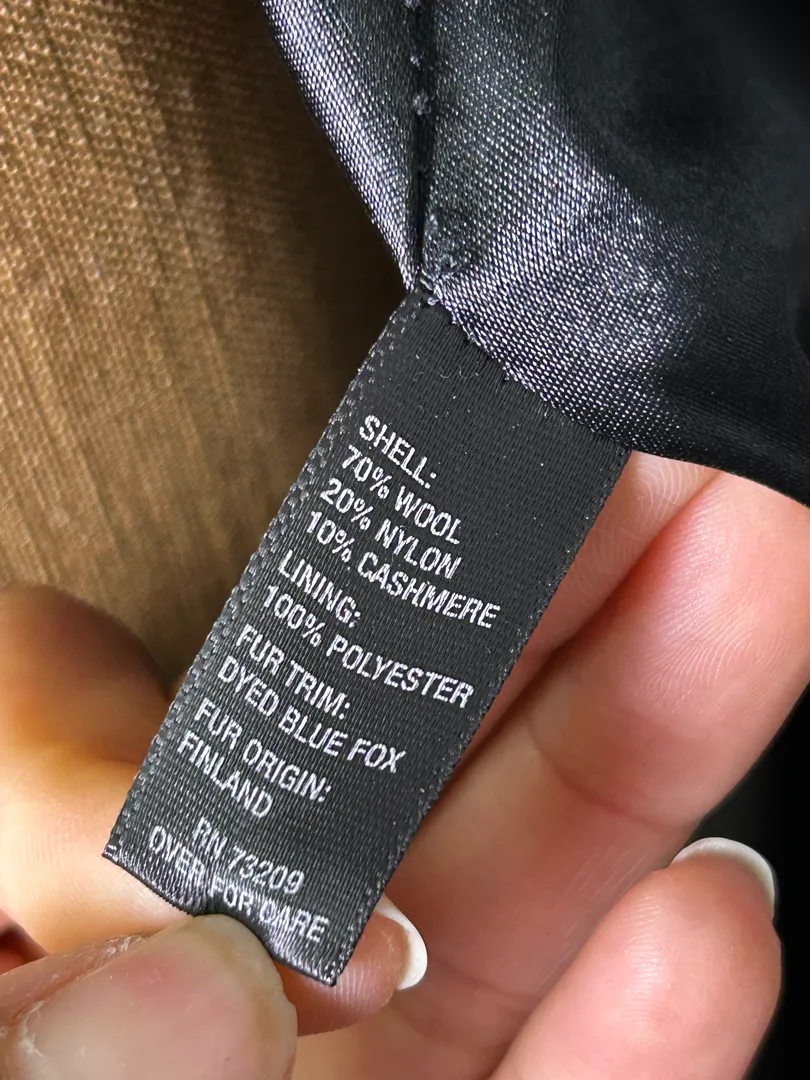 SHELL:
70% WOOL
20% NYLON
10% CASHMERE
LINING:
100% POLYESTER
FUR TRIM:
DYED BLUE FOX
FUR ORIGIN:
FINLAND
RN 73209
OVER FOR CARE